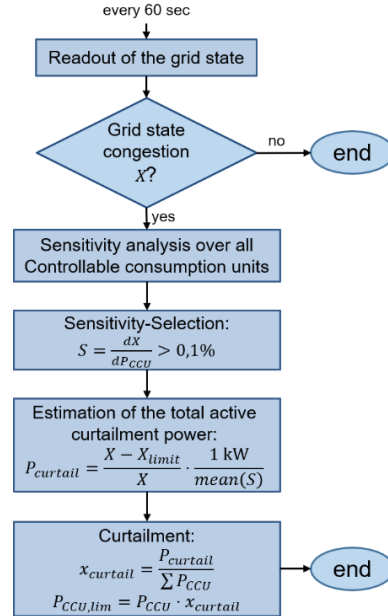 every 60 sec
Readout of the grid state
Grid state
congestion
X?
no
end
yes
Sensitivity analysis over all
Controllable consumption units
Sensitivity-Selection:
S = dX/dP_CCU > 0,1%
Estimation of the total active
curtailment power:
P_curtail = (X − X_limit)/X · 1 kW/mean(S)
Curtailment:
x_curtail = P_curtail/∑ P_CCU
P_CCU,lim = P_CCU · x_curtail
end